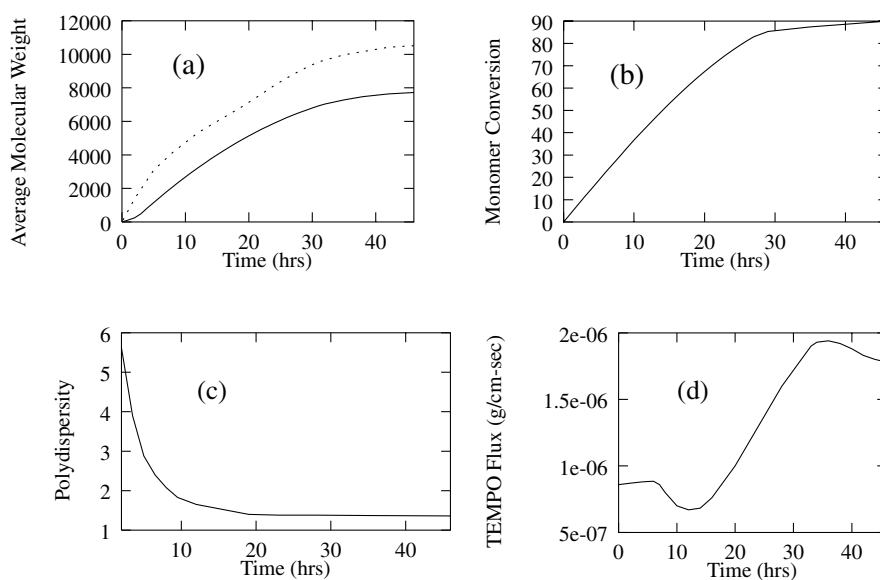 Average Molecular Weight
12000
10000
8000
6000
4000
2000
0
(a)
0 10 20 30 40
Time (hrs)
Monomer Conversion
90
80
70
60
50
40
30
20
10
0
(b)
0 10 20 30 40
Time (hrs)
Polydispersity
6
5
4
3
2
1
(c)
10 20 30 40
Time (hrs)
TEMPO Flux (g/cm-sec)
2e-06
1.5e-06
1e-06
5e-07
(d)
0 10 20 30 40
Time (hrs)